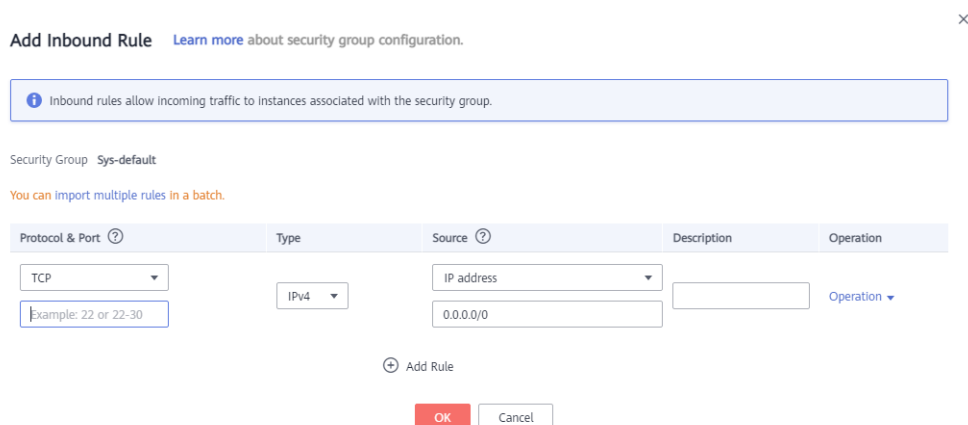 Add Inbound Rule Learn more about security group configuration.
Inbound rules allow incoming traffic to instances associated with the security group.
Security Group Sys-default
You can import multiple rules in a batch.
Protocol & Port Type Source Description Operation
TCP IP address
IPv4 Operation
Example: 22 or 22-30 0.0.0.0/0
Add Rule
OK Cancel